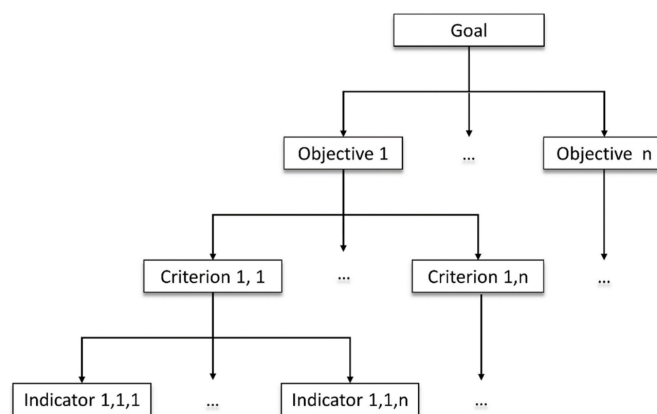 Goal
Objective 1
...
Objective n
Criterion 1, 1
...
Criterion 1,n
...
Indicator 1,1,1
...
Indicator 1,1,n
...